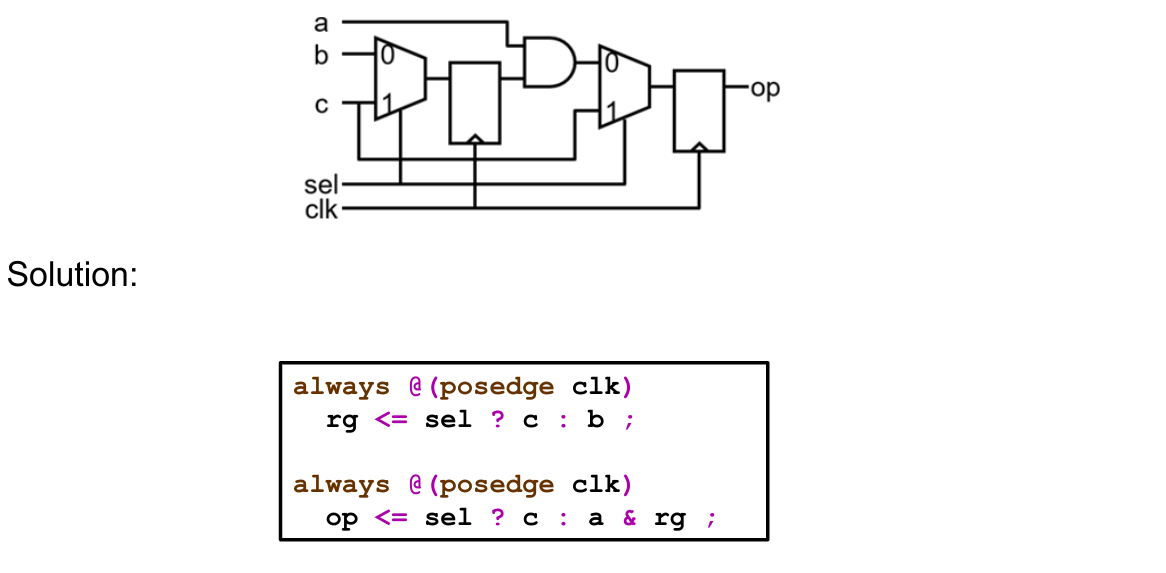 a
b
0
0
op
c
1
1
sel
clk
Solution:
always @(posedge clk)
rg <= sel ? c : b ;
always @(posedge clk)
op <= sel ? c : a & rg ;